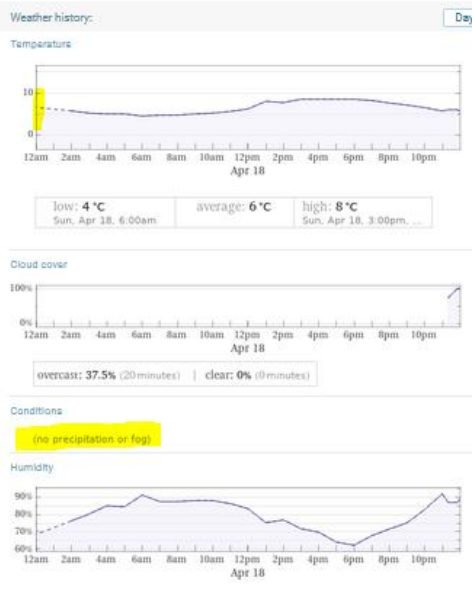 Weather history:
Day
Temperature
10
0
12am 2am 4am 6am 8am 10am 12pm 2pm 4pm 6pm 8pm 10pm
Apr 18
low: 4 °C average: 6 °C high: 8 °C
Sun, Apr 18, 6:00am Sun, Apr 18, 3:00pm, ...
Cloud cover
100%
0%
12am 2am 4am 6am 8am 10am 12pm 2pm 4pm 6pm 8pm 10pm
Apr 18
overcast: 37.5% (20 minutes) | clear: 0% (0 minutes)
Conditions
(no precipitation or fog)
Humidity
90%
80%
70%
60%
12am 2am 4am 6am 8am 10am 12pm 2pm 4pm 6pm 8pm 10pm
Apr 18